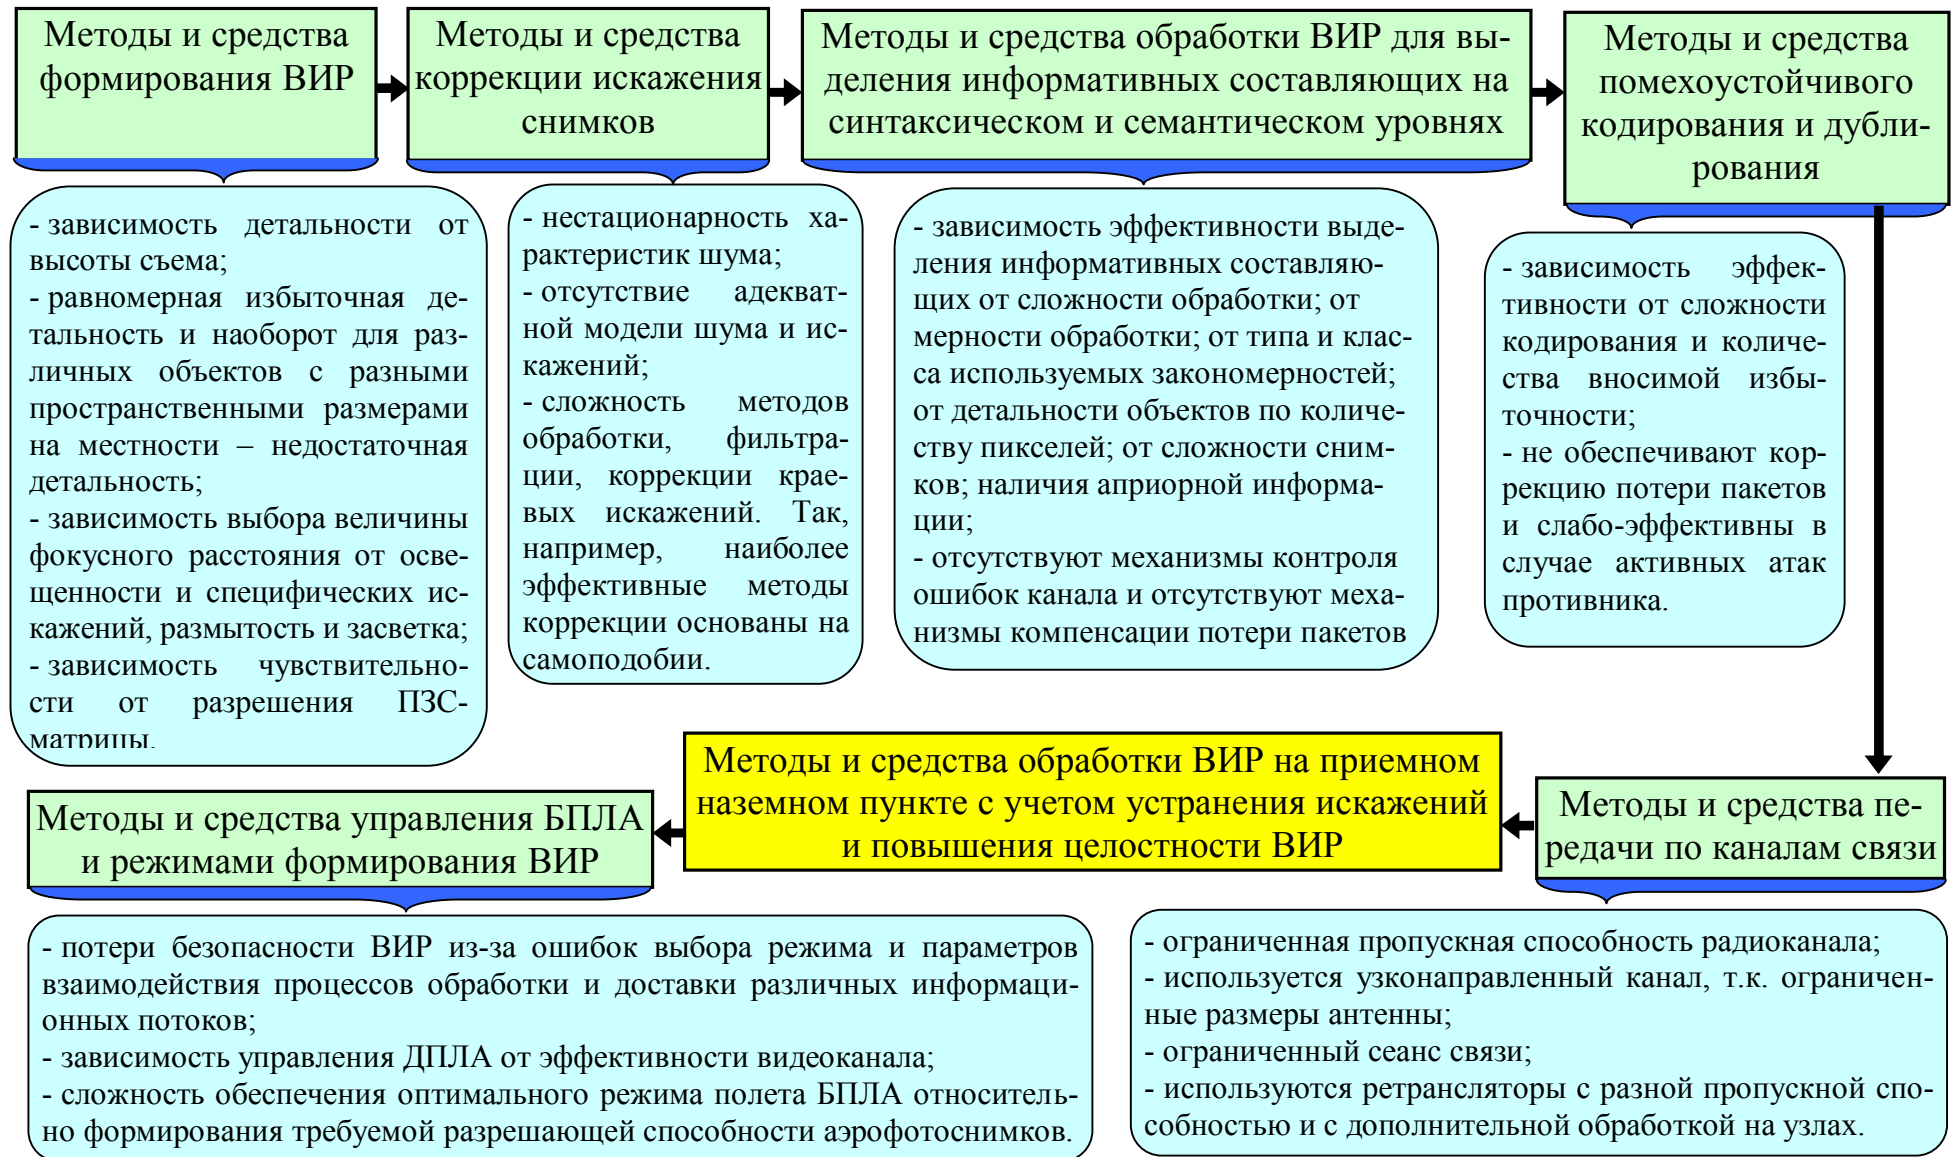 Методы и средства
формирования ВИР
Методы и средства
коррекции искажения
снимков
Методы и средства обработки ВИР для вы-
деления информативных составляющих на
синтаксическом и семантическом уровнях
Методы и средства
помехоустойчивого
кодирования и дубли-
рования
- зависимость детальности от
высоты съема;
- равномерная избыточная де-
тальность и наоборот для раз-
личных объектов с разными
пространственными размерами
на местности – недостаточная
детальность;
- зависимость выбора величины
фокусного расстояния от осве-
щенности и специфических ис-
кажений, размытость и засветка;
- зависимость чувствительно-
сти от разрешения ПЗС-
матрицы.
- нестационарность ха-
рактеристик шума;
- отсутствие адекват-
ной модели шума и ис-
кажений;
- сложность методов
обработки, фильтра-
ции, коррекции крае-
вых искажений. Так,
например, наиболее
эффективные методы
коррекции основаны на
самоподобии.
- зависимость эффективности выде-
ления информативных составляю-
щих от сложности обработки; от
мерности обработки; от типа и клас-
са используемых закономерностей;
от детальности объектов по количе-
ству пикселей; от сложности сним-
ков; наличия априорной информа-
ции;
- отсутствуют механизмы контроля
ошибок канала и отсутствуют меха-
низмы компенсации потери пакетов
- зависимость эффек-
тивности от сложности
кодирования и количе-
ства вносимой избы-
точности;
- не обеспечивают кор-
рекцию потери пакетов
и слабо-эффективны в
случае активных атак
противника.
Методы и средства управления БПЛА
и режимами формирования ВИР
Методы и средства обработки ВИР на приемном
наземном пункте с учетом устранения искажений
и повышения целостности ВИР
Методы и средства пе-
редачи по каналам связи
- потери безопасности ВИР из-за ошибок выбора режима и параметров
взаимодействия процессов обработки и доставки различных информаци-
онных потоков;
- зависимость управления ДПЛА от эффективности видеоканала;
- сложность обеспечения оптимального режима полета БПЛА относитель-
но формирования требуемой разрешающей способности аэрофотоснимков.
- ограниченная пропускная способность радиоканала;
- используется узконаправленный канал, т.к. ограничен-
ные размеры антенны;
- ограниченный сеанс связи;
- используются ретрансляторы с разной пропускной спо-
собностью и с дополнительной обработкой на узлах.